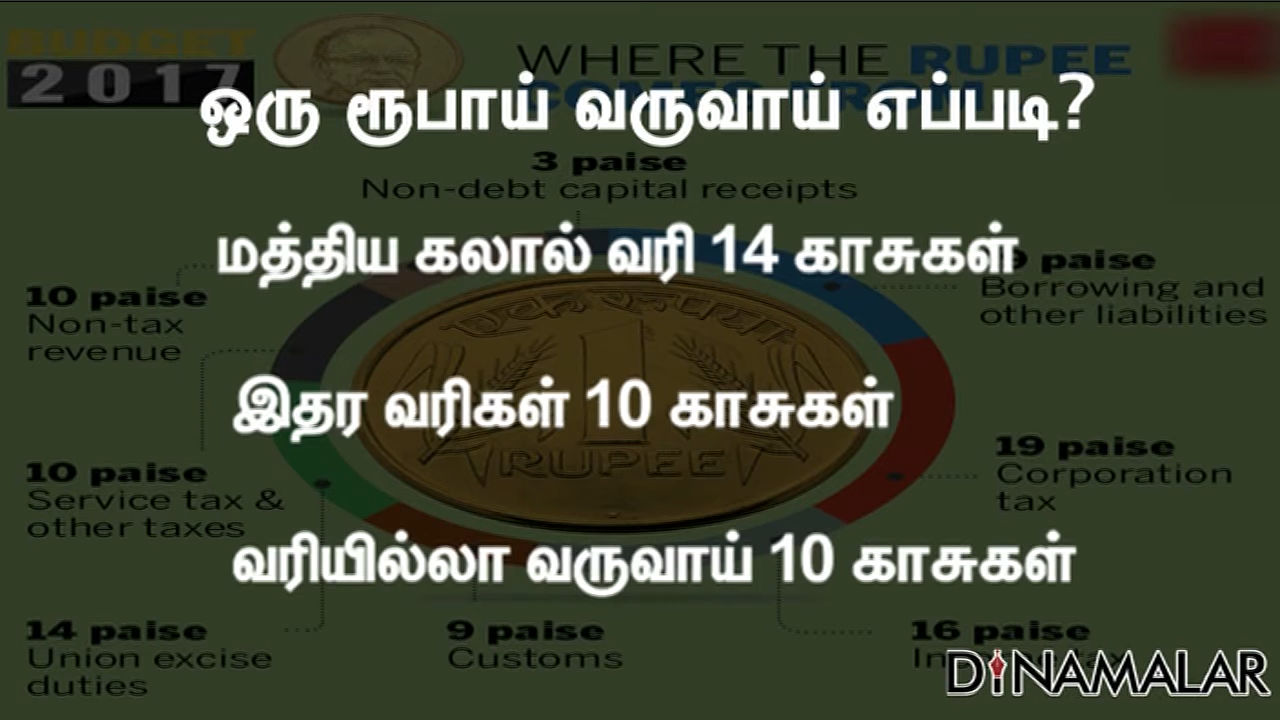 BUDGET
2017
WHERE THE RUPEE
ஒரு ரூபாய் வருவாய் எப்படி?
3 paise
Non-debt capital receipts
மத்திய கலால் வரி 14 காசுகள்
paise
Borrowing and
other liabilities
10 paise
Non-tax
revenue
இதர வரிகள் 10 காசுகள்
RUPEE
19 paise
Corporation
tax
10 paise
Service tax &
other taxes
வரியில்லா வருவாய் 10 காசுகள்
14 paise
Union excise
duties
9 paise
Customs
16 paise
DINAMALAR